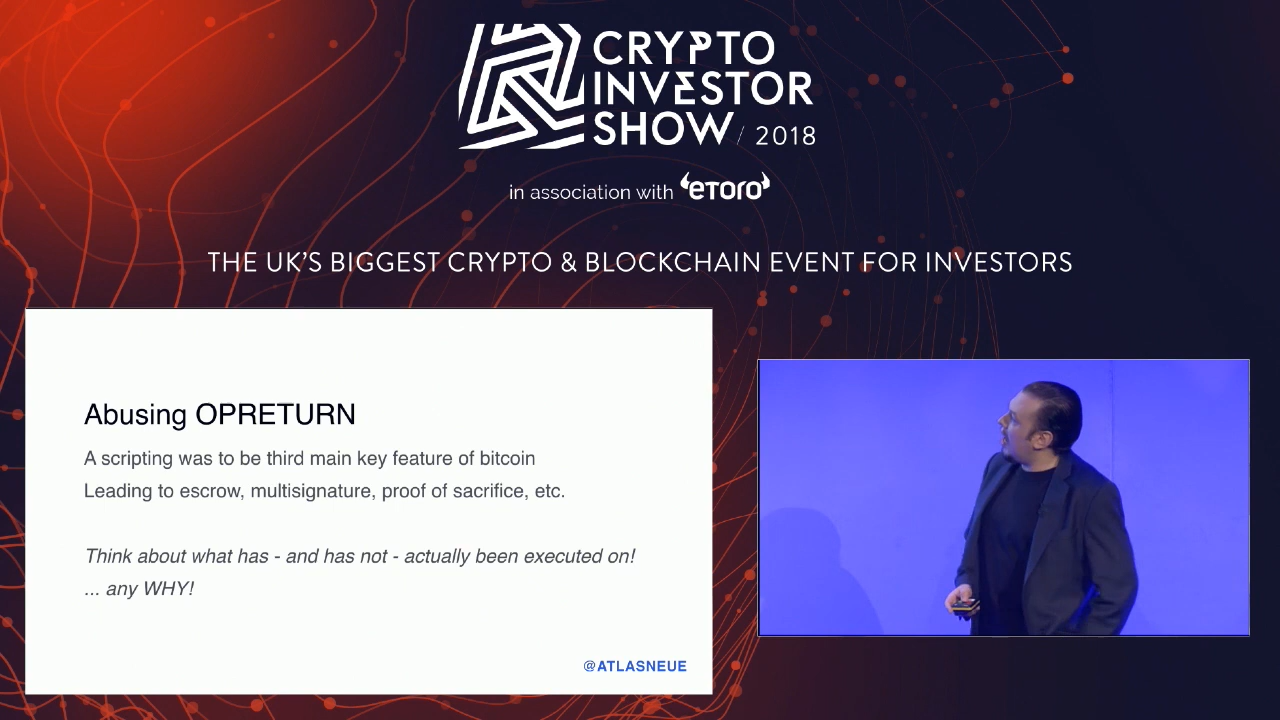 CRYPTO
INVESTOR
SHOW / 2018
in association with eToro
THE UK'S BIGGEST CRYPTO & BLOCKCHAIN EVENT FOR INVESTORS
Abusing OPRETURN
A scripting was to be third main key feature of bitcoin
Leading to escrow, multisignature, proof of sacrifice, etc.
Think about what has - and has not - actually been executed on!
... any WHY!
@ATLASNEUE